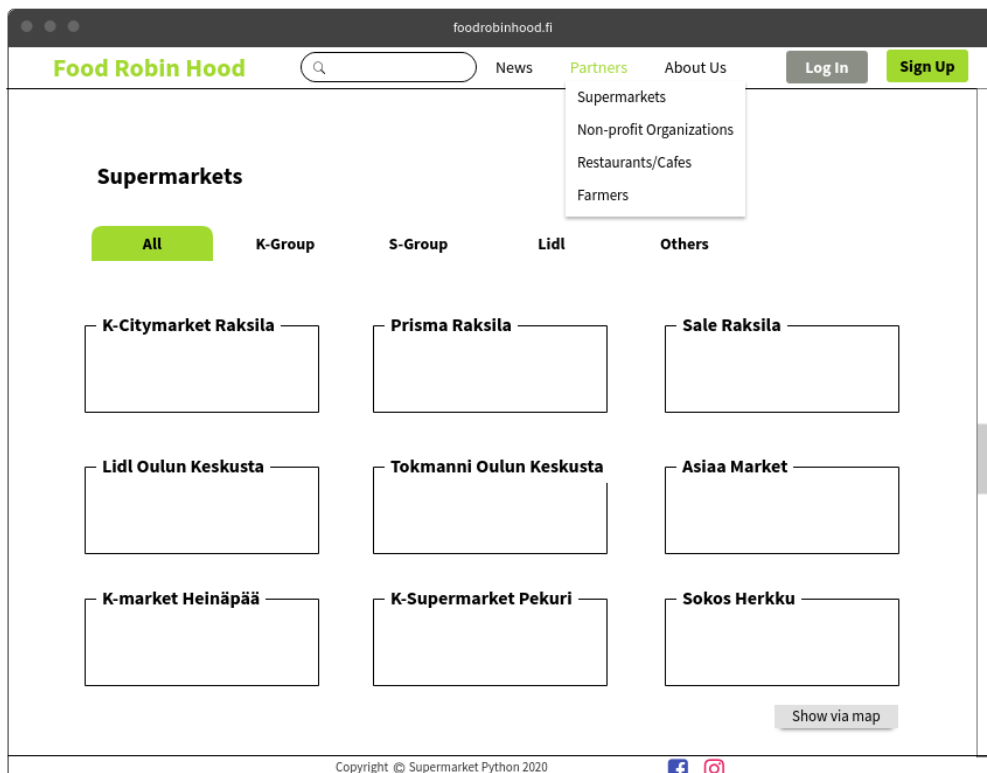 foodrobinhood.fi
Food Robin Hood
News
Partners
About Us
Log In
Sign Up
Supermarkets
Non-profit Organizations
Restaurants/Cafes
Farmers
Supermarkets
All
K-Group
S-Group
Lidl
Others
K-Citymarket Raksila
Prisma Raksila
Sale Raksila
Lidl Oulun Keskusta
Tokmanni Oulun Keskusta
Asiaa Market
K-market Heinäpää
K-Supermarket Pekuri
Sokos Herkku
Show via map
Copyright © Supermarket Python 2020